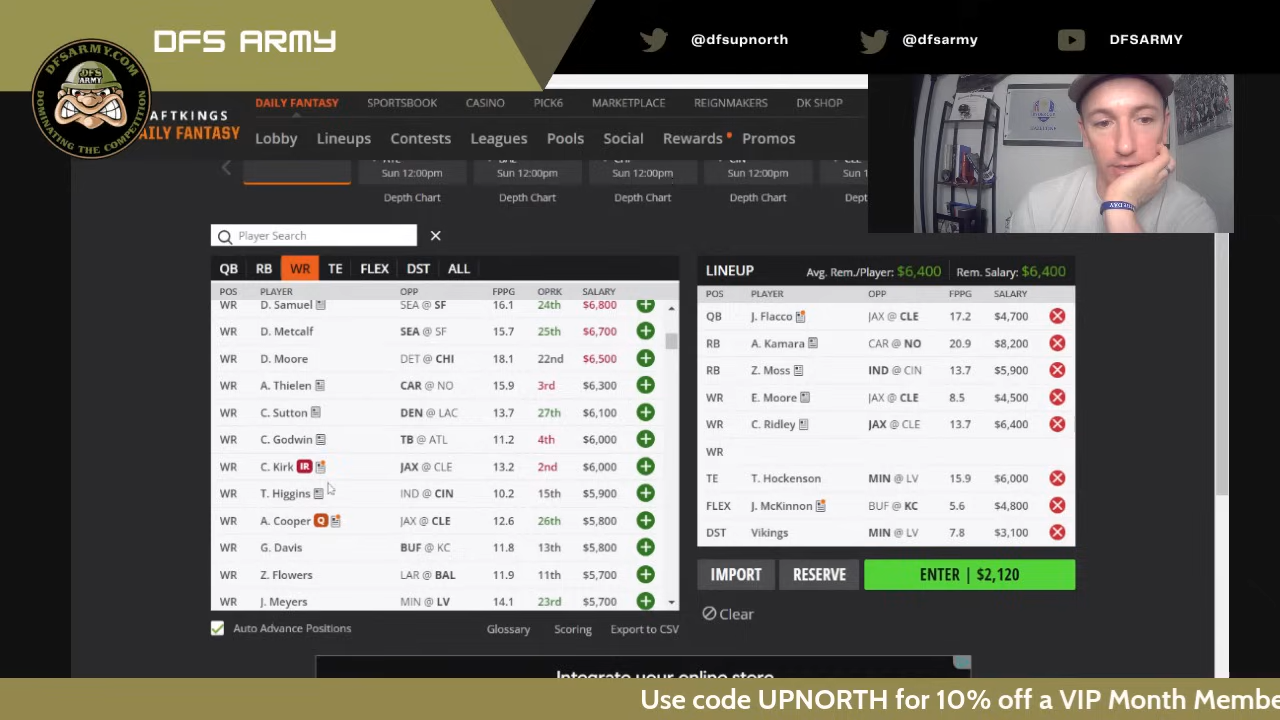 DFS ARMY
@dfsupnorth
@dfsarmy
DFSARMY
DFSARMY.COM
DFS
ARMY
DOMINATING THE COMPETITION
AFTKINGS
AILY FANTASY
DAILY FANTASY SPORTSBOOK CASINO PICK6 MARKETPLACE REIGNMAKERS DK SHOP
Lobby Lineups Contests Leagues Pools Social Rewards Promos
Sun 12:00pm Sun 12:00pm Sun 12:00pm Sun 12:00pm
Depth Chart Depth Chart Depth Chart Depth Chart Dept
Player Search
QB RB WR TE FLEX DST ALL
POS PLAYER OPP FPPG OPRK SALARY
WR D. Samuel SEA @ SF 16.1 24th $6,800
WR D. Metcalf SEA @ SF 15.7 25th $6,700
WR D. Moore DET @ CHI 18.1 22nd $6,500
WR A. Thielen CAR @ NO 15.9 3rd $6,300
WR C. Sutton DEN @ LAC 13.7 27th $6,100
WR C. Godwin TB @ ATL 11.2 4th $6,000
WR C. Kirk IR JAX @ CLE 13.2 2nd $6,000
WR T. Higgins IND @ CIN 10.2 15th $5,900
WR A. Cooper Q JAX @ CLE 12.6 26th $5,800
WR G. Davis BUF @ KC 11.8 13th $5,800
WR Z. Flowers LAR @ BAL 11.9 11th $5,700
WR J. Meyers MIN @ LV 14.1 23rd $5,700
Auto Advance Positions
Glossary Scoring Export to CSV
LINEUP Avg. Rem./Player: $6,400 Rem. Salary: $6,400
POS PLAYER OPP FPPG SALARY
QB J. Flacco JAX @ CLE 17.2 $4,700
RB A. Kamara CAR @ NO 20.9 $8,200
RB Z. Moss IND @ CIN 13.7 $5,900
WR E. Moore JAX @ CLE 8.5 $4,500
WR C. Ridley JAX @ CLE 13.7 $6,400
WR
TE T. Hockenson MIN @ LV 15.9 $6,000
FLEX J. McKinnon BUF @ KC 5.6 $4,800
DST Vikings MIN @ LV 7.8 $3,100
IMPORT RESERVE ENTER | $2,120
Clear
Integrate your online store
Use code UPNORTH for 10% off a VIP Month Membe